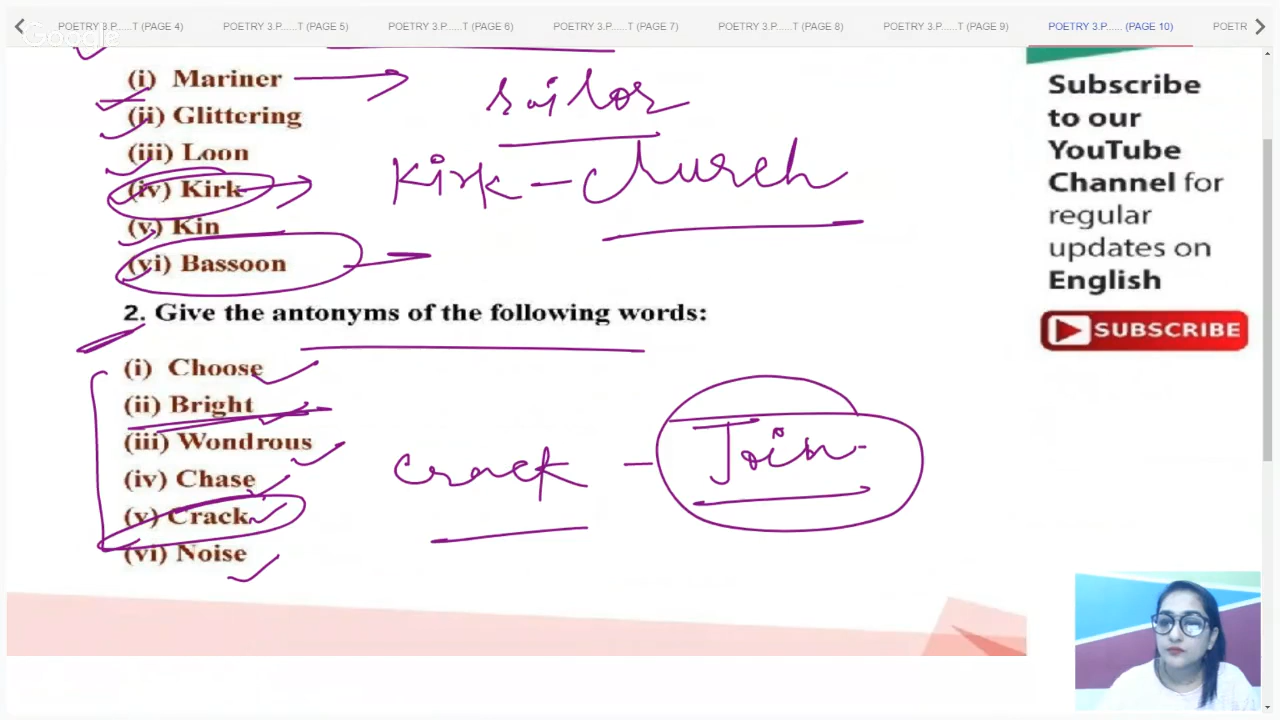 POETRY 3.P......T (PAGE 4) POETRY 3.P......T (PAGE 5) POETRY 3.P......T (PAGE 6) POETRY 3.P......T (PAGE 7) POETRY 3.P......T (PAGE 8) POETRY 3.P......T (PAGE 9) POETRY 3.P...... (PAGE 10) POETR
Google
(i) Mariner
sailor
(ii) Glittering
(iii) Loon
(iv) Kirk
Kirk - church
(v) Kin
(vi) Bassoon
2. Give the antonyms of the following words:
(i) Choose
(ii) Bright
(iii) Wondrous
(iv) Chase
crack - Join
(v) Crack
(vi) Noise
Subscribe
to our
YouTube
Channel for
regular
updates on
English
SUBSCRIBE